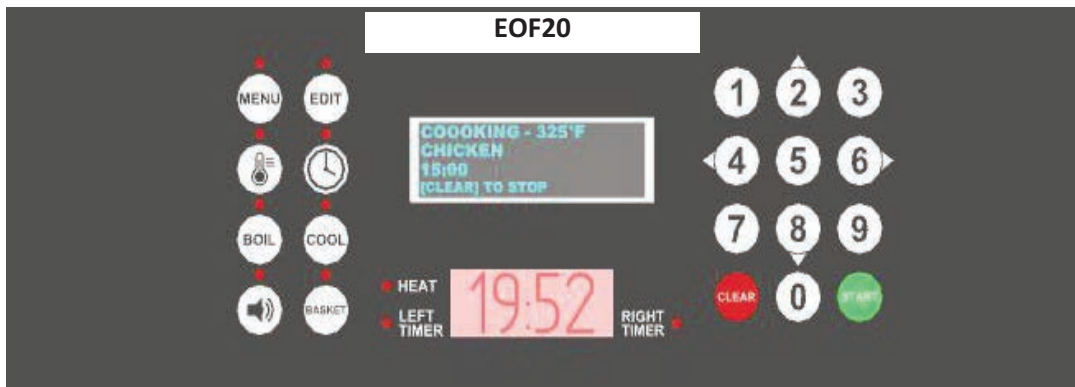 EOF20
MENU EDIT
BOIL COOL
BASKET
COOOKING - 325°F
CHICKEN
15:00
[CLEAR] TO STOP
HEAT
LEFT
TIMER
19:52
RIGHT
TIMER
1 2 3
4 5 6
7 8 9
CLEAR 0 START